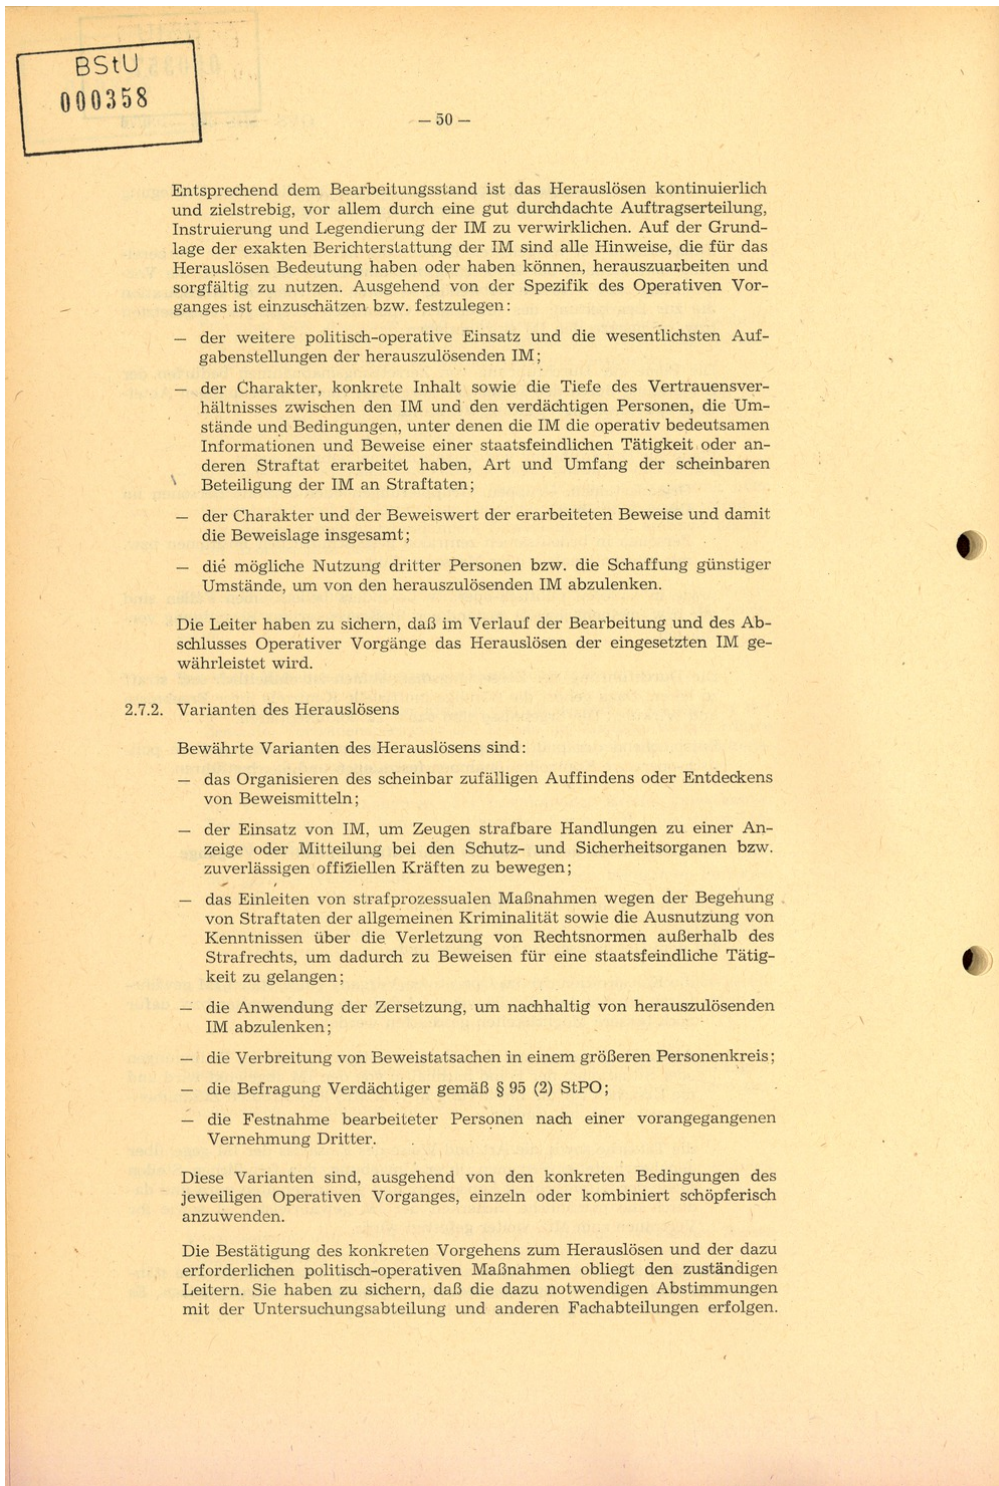 BStU
000358
— 50 —
Entsprechend dem Bearbeitungsstand ist das Herauslösen kontinuierlich
und zielstrebig, vor allem durch eine gut durchdachte Auftragserteilung,
Instruierung und Legendierung der IM zu verwirklichen. Auf der Grund-
lage der exakten Berichterstattung der IM sind alle Hinweise, die für das
Herauslösen Bedeutung haben oder haben können, herauszuarbeiten und
sorgfältig zu nutzen. Ausgehend von der Spezifik des Operativen Vor-
ganges ist einzuschätzen bzw. festzulegen:
— der weitere politisch-operative Einsatz und die wesentlichsten Auf-
gabenstellungen der herauszulösenden IM;
— der Charakter, konkrete Inhalt sowie die Tiefe des Vertrauensver-
hältnisses zwischen den IM und den verdächtigen Personen, die Um-
stände und Bedingungen, unter denen die IM die operativ bedeutsamen
Informationen und Beweise einer staatsfeindlichen Tätigkeit oder an-
deren Straftat erarbeitet haben, Art und Umfang der scheinbaren
Beteiligung der IM an Straftaten;
— der Charakter und der Beweiswert der erarbeiteten Beweise und damit
die Beweislage insgesamt;
— die mögliche Nutzung dritter Personen bzw. die Schaffung günstiger
Umstände, um von den herauszulösenden IM abzulenken.
Die Leiter haben zu sichern, daß im Verlauf der Bearbeitung und des Ab-
schlusses Operativer Vorgänge das Herauslösen der eingesetzten IM ge-
währleistet wird.
2.7.2. Varianten des Herauslösens
Bewährte Varianten des Herauslösens sind:
— das Organisieren des scheinbar zufälligen Auffindens oder Entdeckens
von Beweismitteln;
— der Einsatz von IM, um Zeugen strafbare Handlungen zu einer An-
zeige oder Mitteilung bei den Schutz- und Sicherheitsorganen bzw.
zuverlässigen offiziellen Kräften zu bewegen;
— das Einleiten von strafprozessualen Maßnahmen wegen der Begehung
von Straftaten der allgemeinen Kriminalität sowie die Ausnutzung von
Kenntnissen über die Verletzung von Rechtsnormen außerhalb des
Strafrechts, um dadurch zu Beweisen für eine staatsfeindliche Tätig-
keit zu gelangen;
— die Anwendung der Zersetzung, um nachhaltig von herauszulösenden
IM abzulenken;
— die Verbreitung von Beweistatsachen in einem größeren Personenkreis;
— die Befragung Verdächtiger gemäß § 95 (2) StPO;
— die Festnahme bearbeiteter Personen nach einer vorangegangenen
Vernehmung Dritter.
Diese Varianten sind, ausgehend von den konkreten Bedingungen des
jeweiligen Operativen Vorganges, einzeln oder kombiniert schöpferisch
anzuwenden.
Die Bestätigung des konkreten Vorgehens zum Herauslösen und der dazu
erforderlichen politisch-operativen Maßnahmen obliegt den zuständigen
Leitern. Sie haben zu sichern, daß die dazu notwendigen Abstimmungen
mit der Untersuchungsabteilung und anderen Fachabteilungen erfolgen.